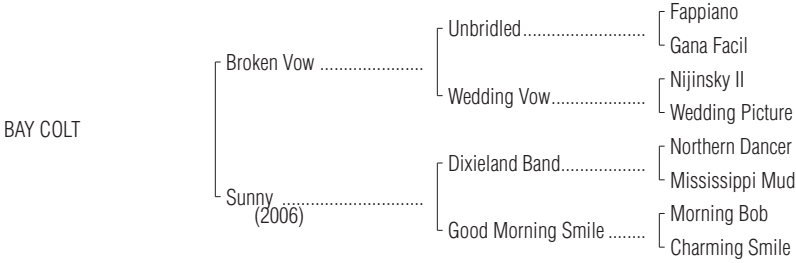 Fappiano
Unbridled..........................
Gana Facil
Broken Vow ......................
Nijinsky II
Wedding Vow....................
Wedding Picture
BAY COLT
Northern Dancer
Dixieland Band..................
Mississippi Mud
Sunny ..............................
(2006)
Morning Bob
Good Morning Smile ........
Charming Smile